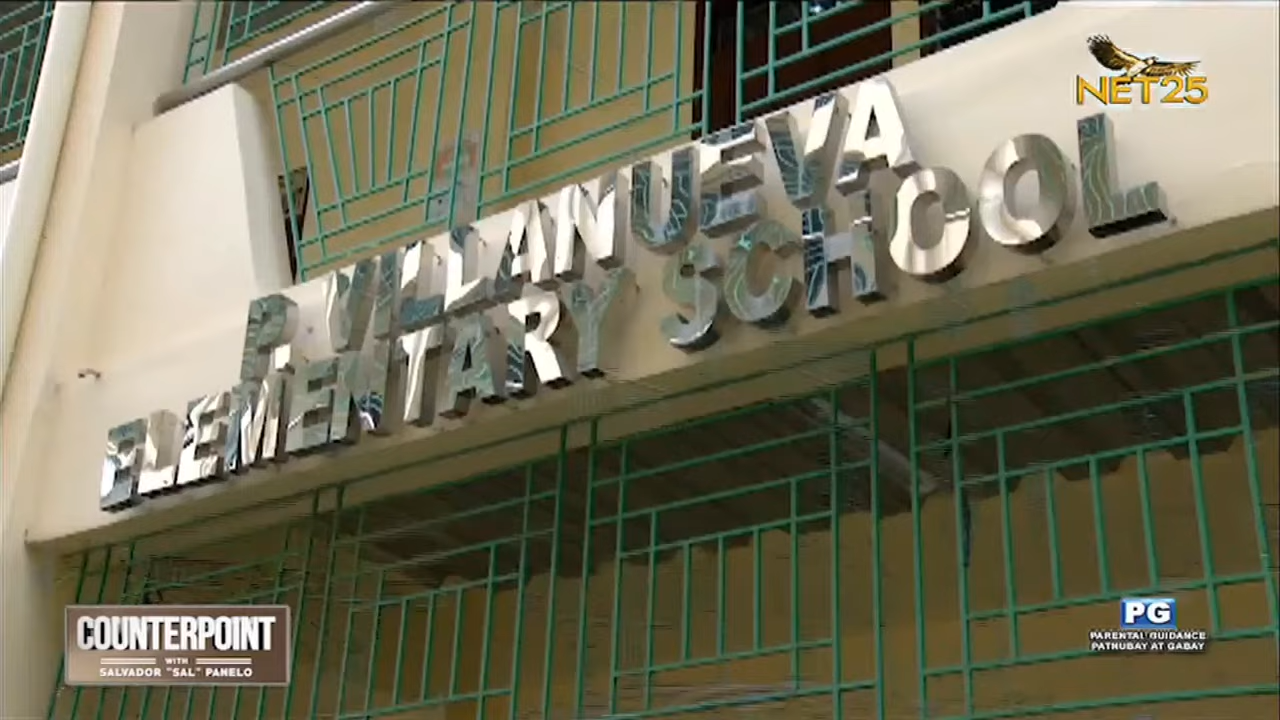 NET25
P. VILLANUEVA
ELEMENTARY SCHOOL
COUNTERPOINT
WITH
SALVADOR "SAL" PANELO
PG
PARENTAL GUIDANCE
PATNUBAY AT GABAY